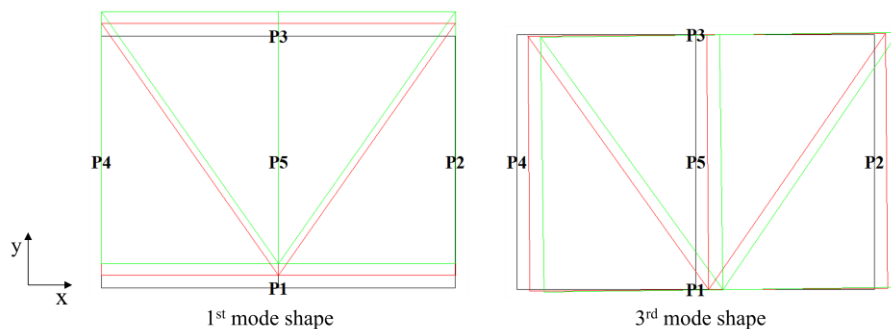 P3
P4
P5
P2
P1
y
x
1st mode shape
P3
P4
P5
P2
P1
3rd mode shape